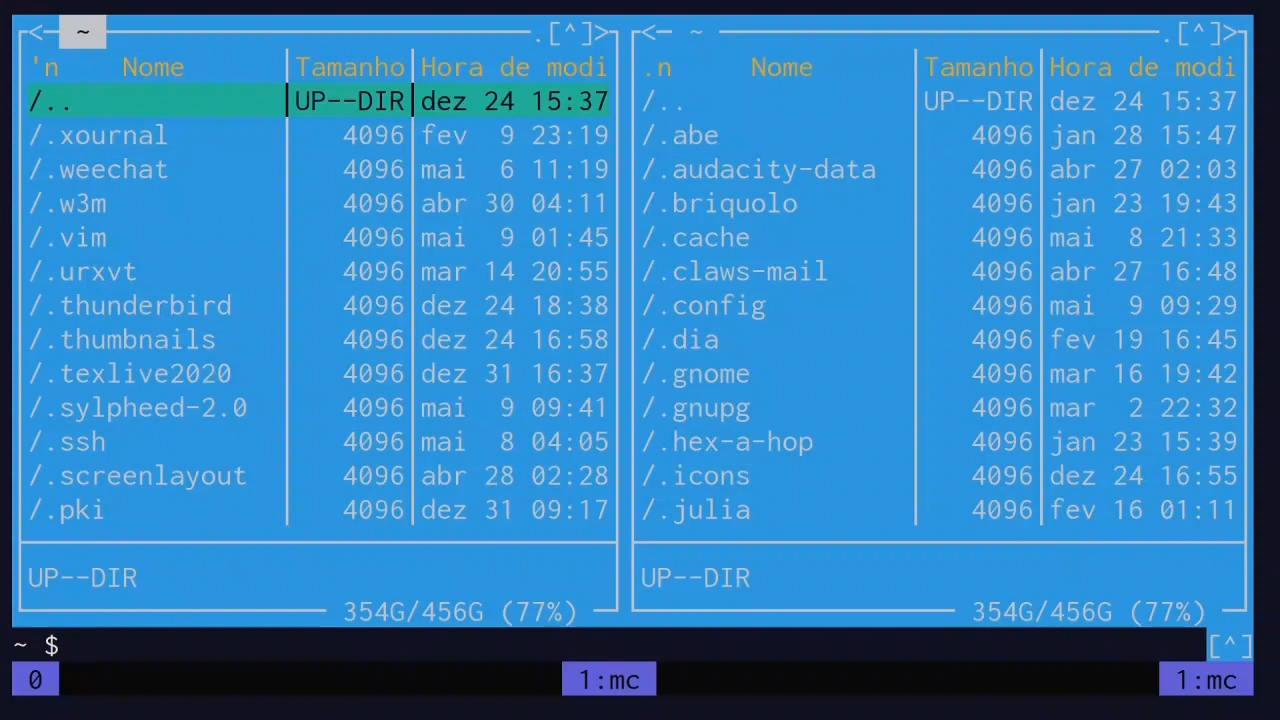 <─ ~ .[^]>
'n Nome Tamanho Hora de modi
/.. UP--DIR dez 24 15:37
/.xournal 4096 fev 9 23:19
/.weechat 4096 mai 6 11:19
/.w3m 4096 abr 30 04:11
/.vim 4096 mai 9 01:45
/.urxvt 4096 mar 14 20:55
/.thunderbird 4096 dez 24 18:38
/.thumbnails 4096 dez 24 16:58
/.texlive2020 4096 dez 31 16:37
/.sylpheed-2.0 4096 mai 9 09:41
/.ssh 4096 mai 8 04:05
/.screenlayout 4096 abr 28 02:28
/.pki 4096 dez 31 09:17
UP--DIR
354G/456G (77%)
<─ ~ .[^]>
.n Nome Tamanho Hora de modi
/.. UP--DIR dez 24 15:37
/.abe 4096 jan 28 15:47
/.audacity-data 4096 abr 27 02:03
/.briquolo 4096 jan 23 19:43
/.cache 4096 mai 8 21:33
/.claws-mail 4096 abr 27 16:48
/.config 4096 mai 9 09:29
/.dia 4096 fev 19 16:45
/.gnome 4096 mar 16 19:42
/.gnupg 4096 mar 2 22:32
/.hex-a-hop 4096 jan 23 15:39
/.icons 4096 dez 24 16:55
/.julia 4096 fev 16 01:11
UP--DIR
354G/456G (77%)
~ $ [^]
0 1:mc 1:mc